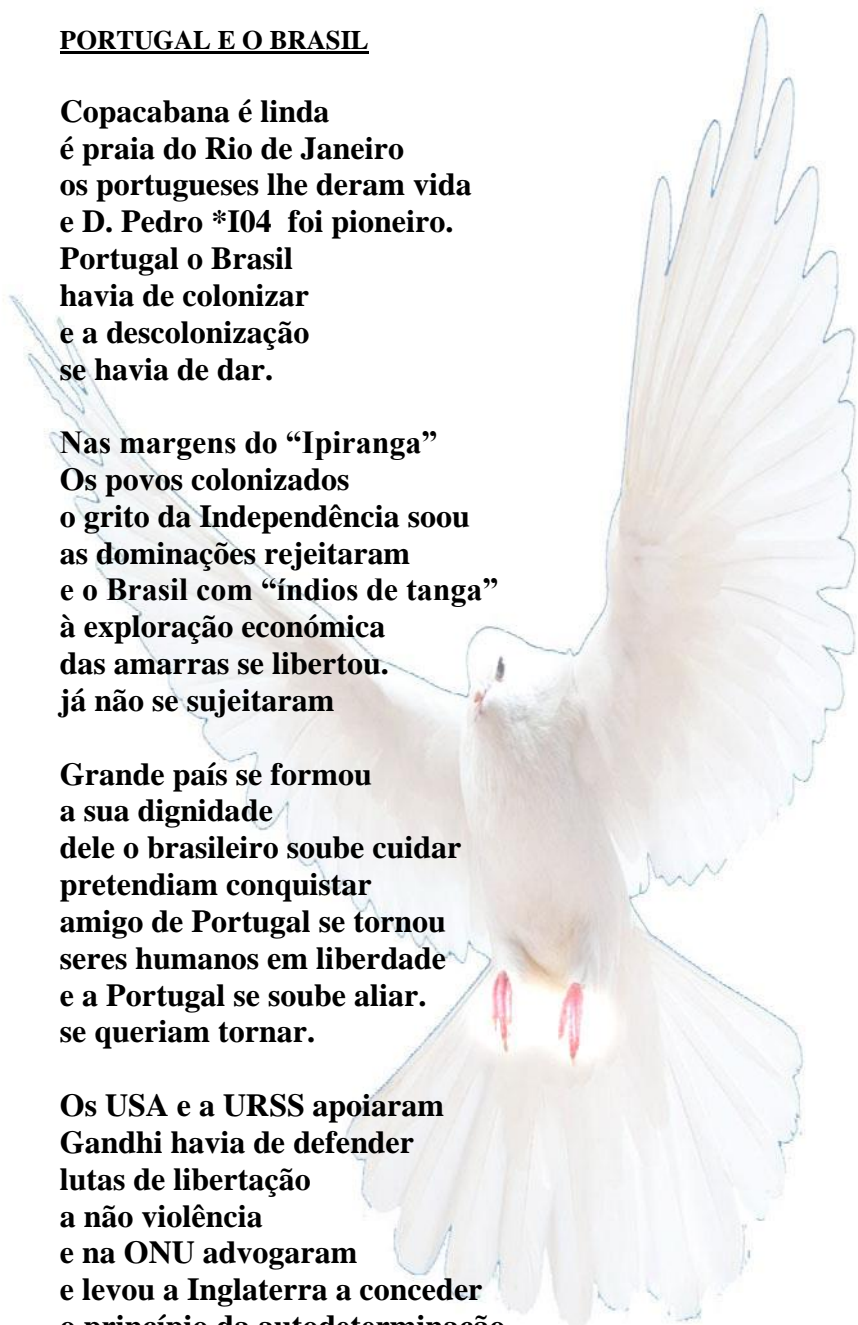 PORTUGAL E O BRASIL
Copacabana é linda
é praia do Rio de Janeiro
os portugueses lhe deram vida
e D. Pedro *I04 foi pioneiro.
Portugal o Brasil
havia de colonizar
e a descolonização
se havia de dar.
Nas margens do “Ipiranga”
Os povos colonizados
o grito da Independência soou
as dominações rejeitaram
e o Brasil com “índios de tanga”
à exploração económica
das amarras se libertou.
já não se sujeitaram
Grande país se formou
a sua dignidade
dele o brasileiro soube cuidar
pretendiam conquistar
amigo de Portugal se tornou
seres humanos em liberdade
e a Portugal se soube aliar.
se queriam tornar.
Os USA e a URSS apoiaram
Gandhi havia de defender
lutas de libertação
a não violência
e na ONU advogaram
e levou a Inglaterra a conceder
o princípio da autodeterminação